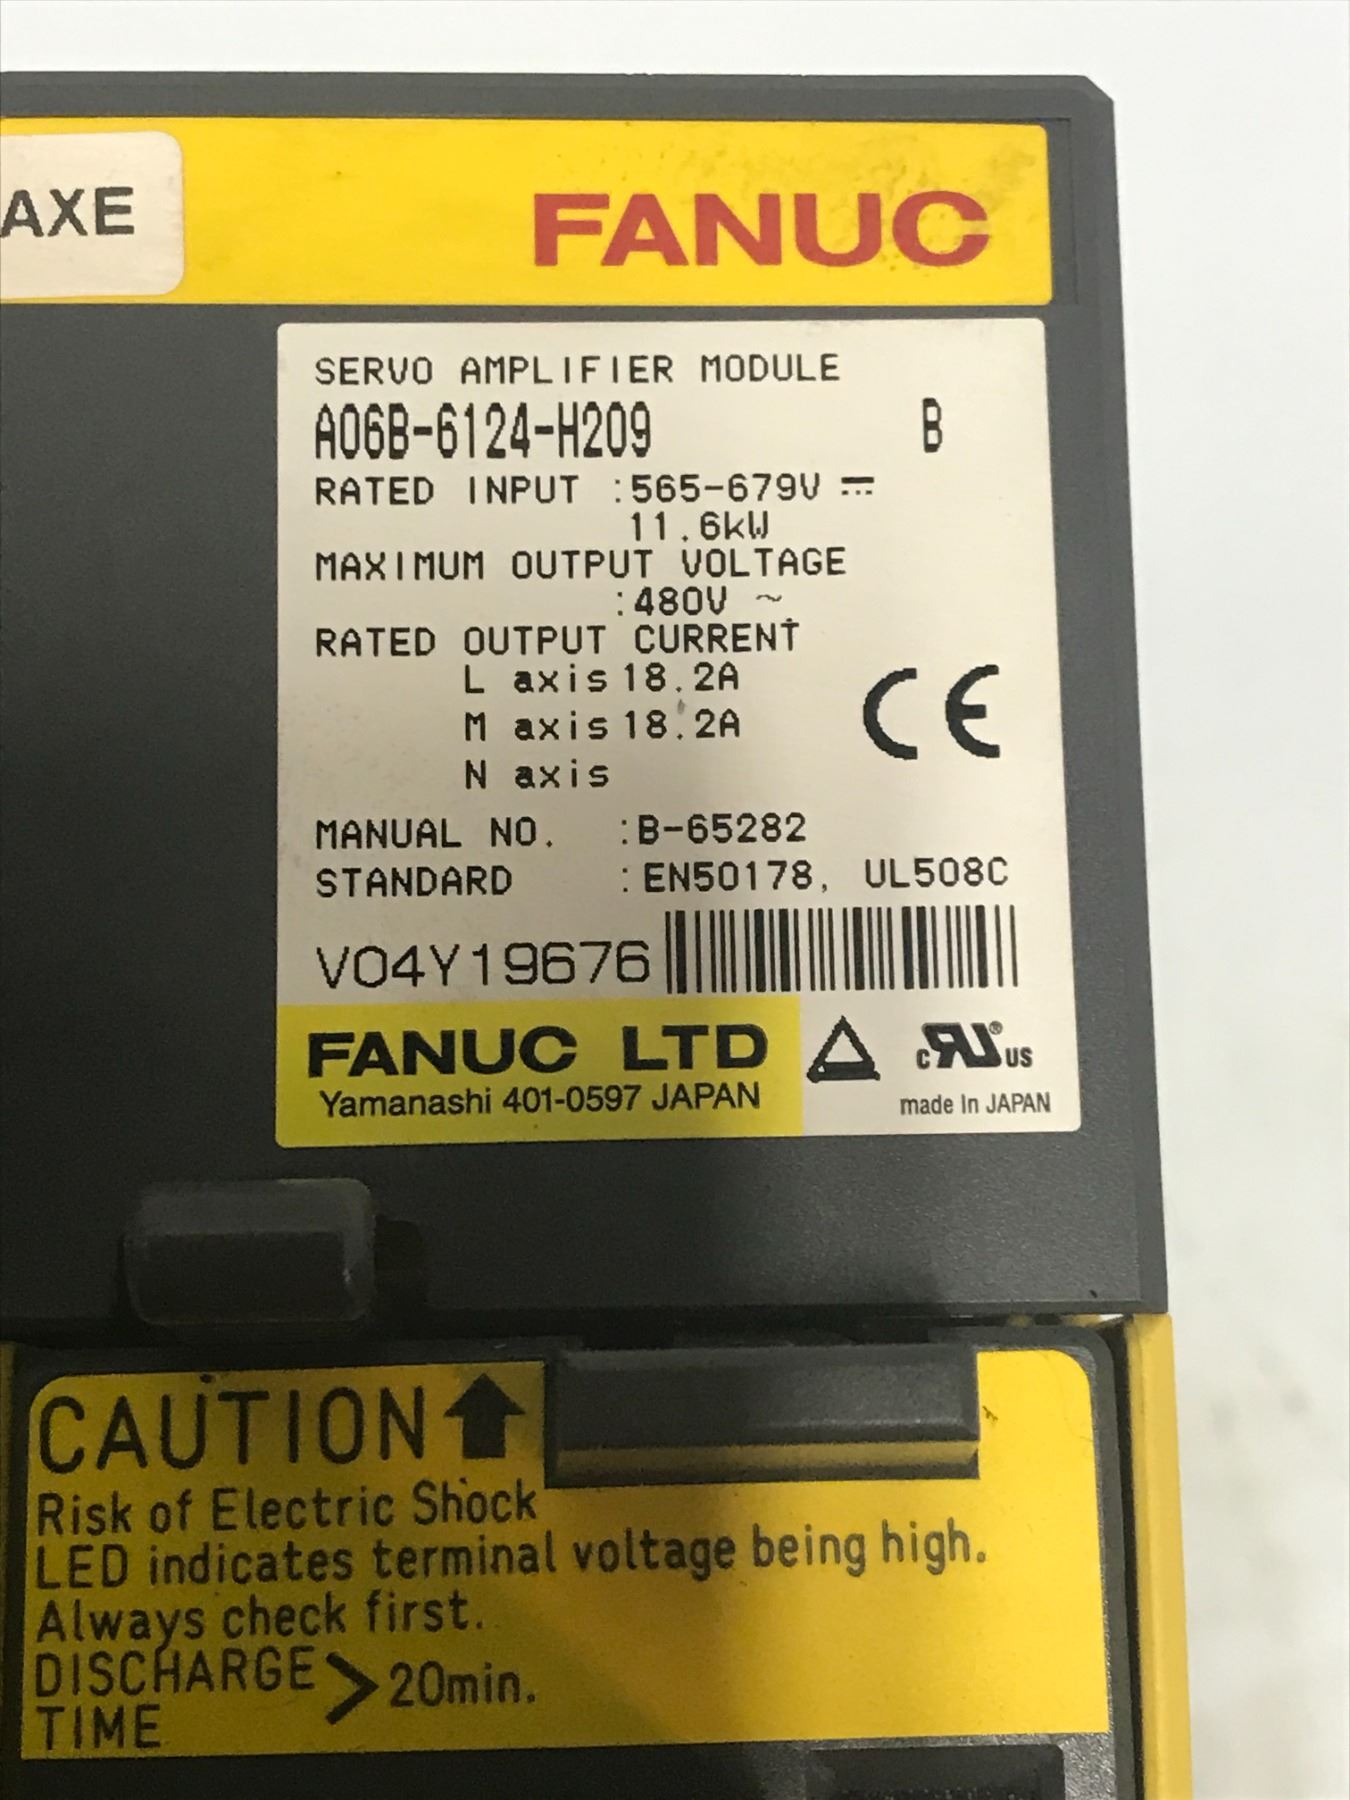 AXE
FANUC
SERVO AMPLIFIER MODULE
A06B-6124-H209 B
RATED INPUT :565-679V ⎓
11.6kW
MAXIMUM OUTPUT VOLTAGE
:480V ~
RATED OUTPUT CURRENT
L axis 18.2A
M axis 18.2A
N axis
CE
MANUAL NO. :B-65282
STANDARD :EN50178, UL508C
V04Y19676
FANUC LTD
Yamanashi 401-0597 JAPAN
c RU ® US
made in JAPAN
CAUTION
Risk of Electric Shock
LED indicates terminal voltage being high.
Always check first.
DISCHARGE > 20min.
TIME